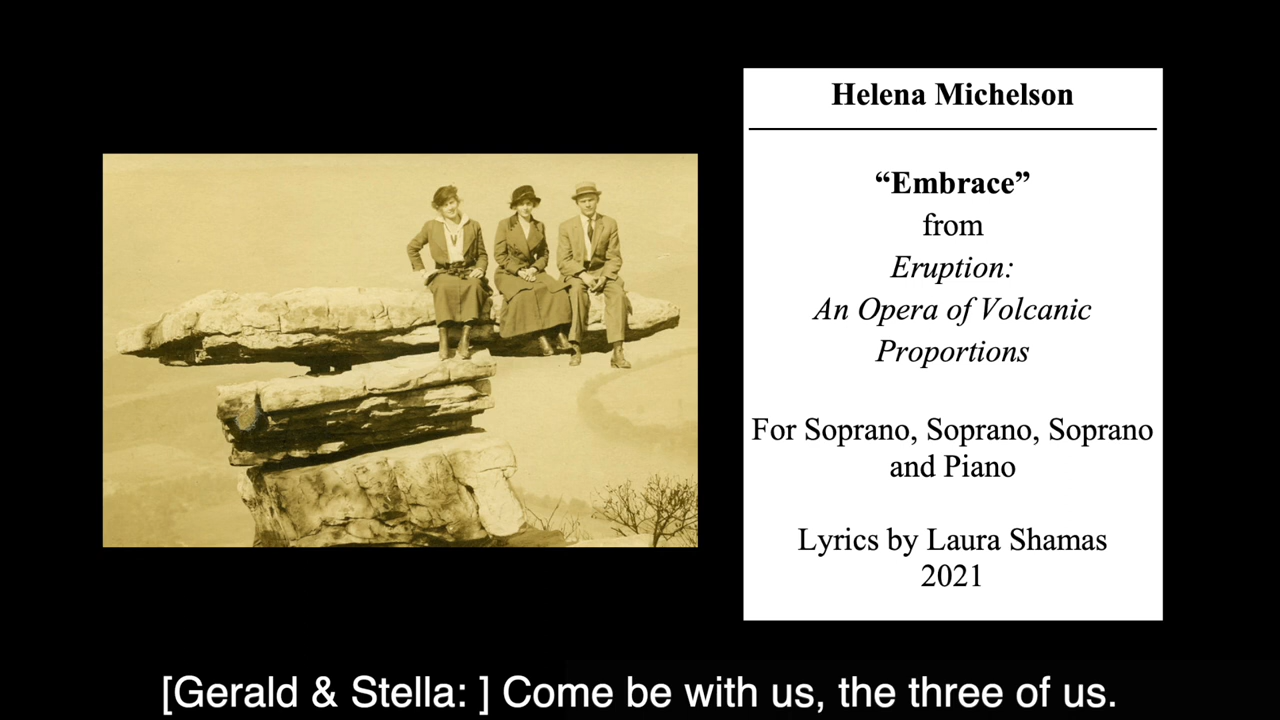 Helena Michelson
“Embrace”
from
Eruption:
An Opera of Volcanic
Proportions
For Soprano, Soprano, Soprano
and Piano
Lyrics by Laura Shamas
2021
[Gerald & Stella: ] Come be with us, the three of us.